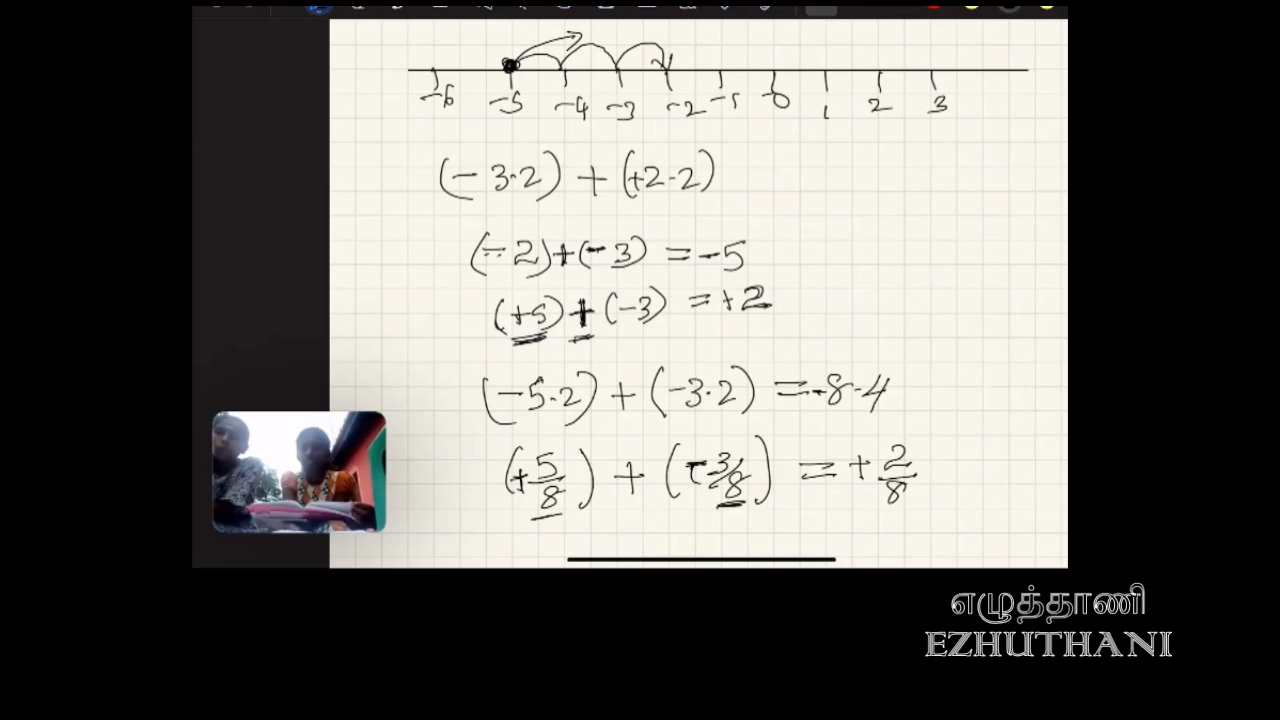 -6 -5 -4 -3 -2 -1 0 1 2 3
(-3.2) + (+2.2)
(-2)+(-3) = -5
(+5) + (-3) = +2
(-5.2) + (-3.2) = -8.4
(+5/8) + (-3/8) = +2/8
எழுத்தாணி
EZHUTHANI